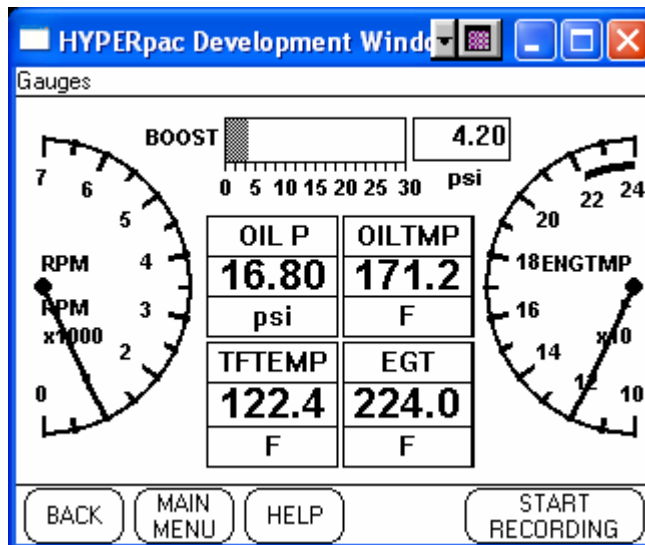 HYPERpac Development Windo
Gauges
BOOST
4.20
0 5 10 15 20 25 30
psi
7
6
5
4
3
2
0
RPM
RPM
x1000
OIL P
16.80
psi
OILTMP
171.2
F
TFTEMP
122.4
F
EGT
224.0
F
24
22
20
18
16
14
12
10
ENGTMP
x10
BACK
MAIN
MENU
HELP
START
RECORDING